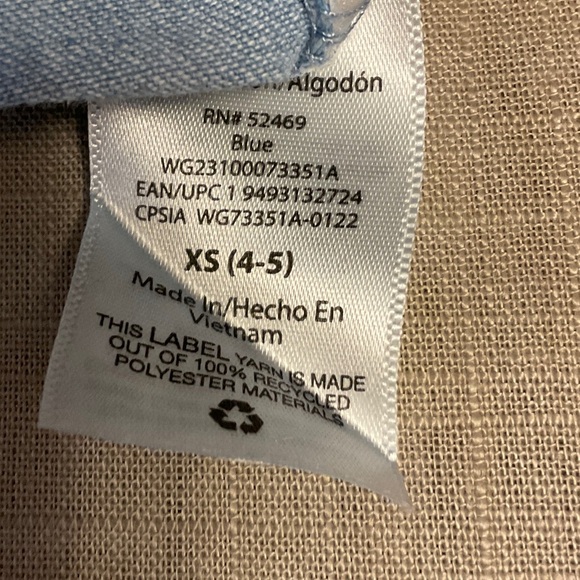 /Algodón
RN# 52469
Blue
WG23100073351A
EAN/UPC 1 9493132724
CPSIA WG73351A-0122
XS (4-5)
Made In/Hecho En
Vietnam
THIS LABEL YARN IS MADE
OUT OF 100% RECYCLED
POLYESTER MATERIALS